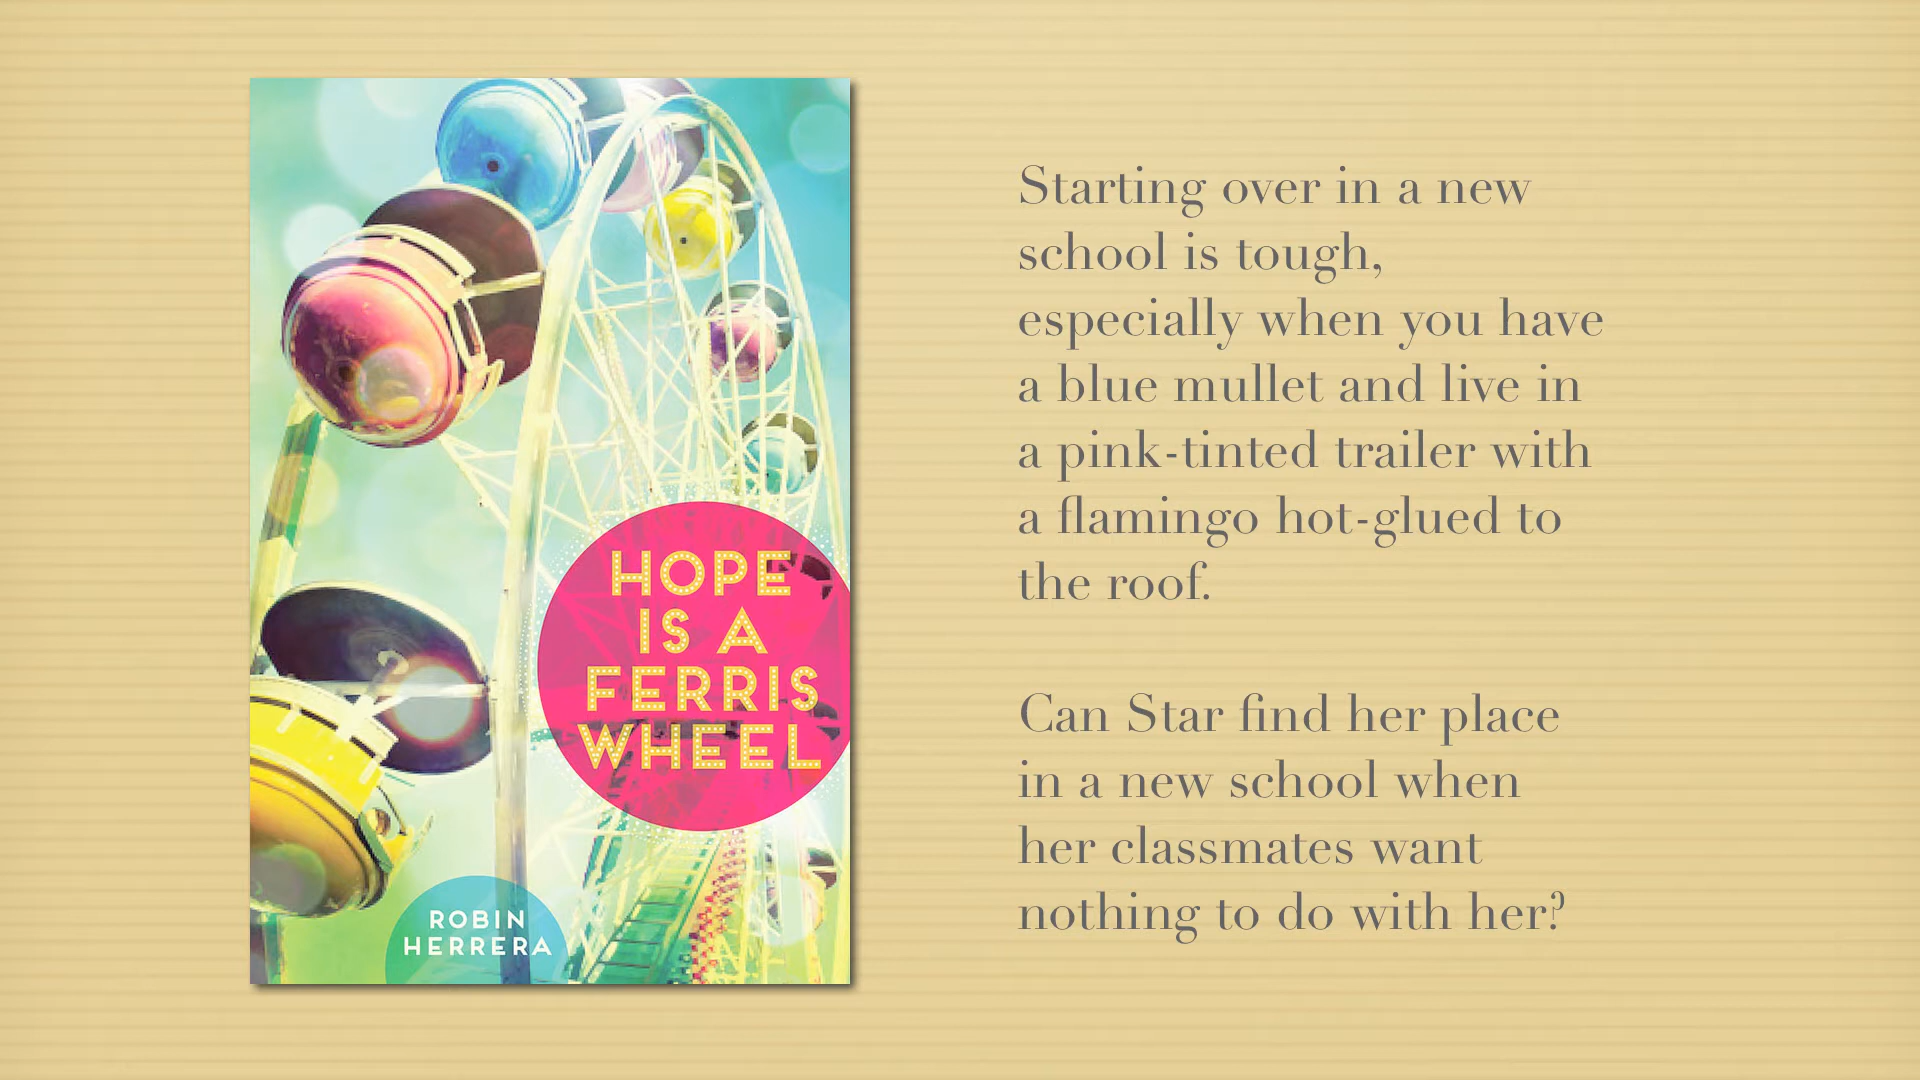 HOPE
IS A
FERRIS
WHEEL
ROBIN
HERRERA
Starting over in a new
school is tough,
especially when you have
a blue mullet and live in
a pink-tinted trailer with
a flamingo hot-glued to
the roof.
Can Star find her place
in a new school when
her classmates want
nothing to do with her?